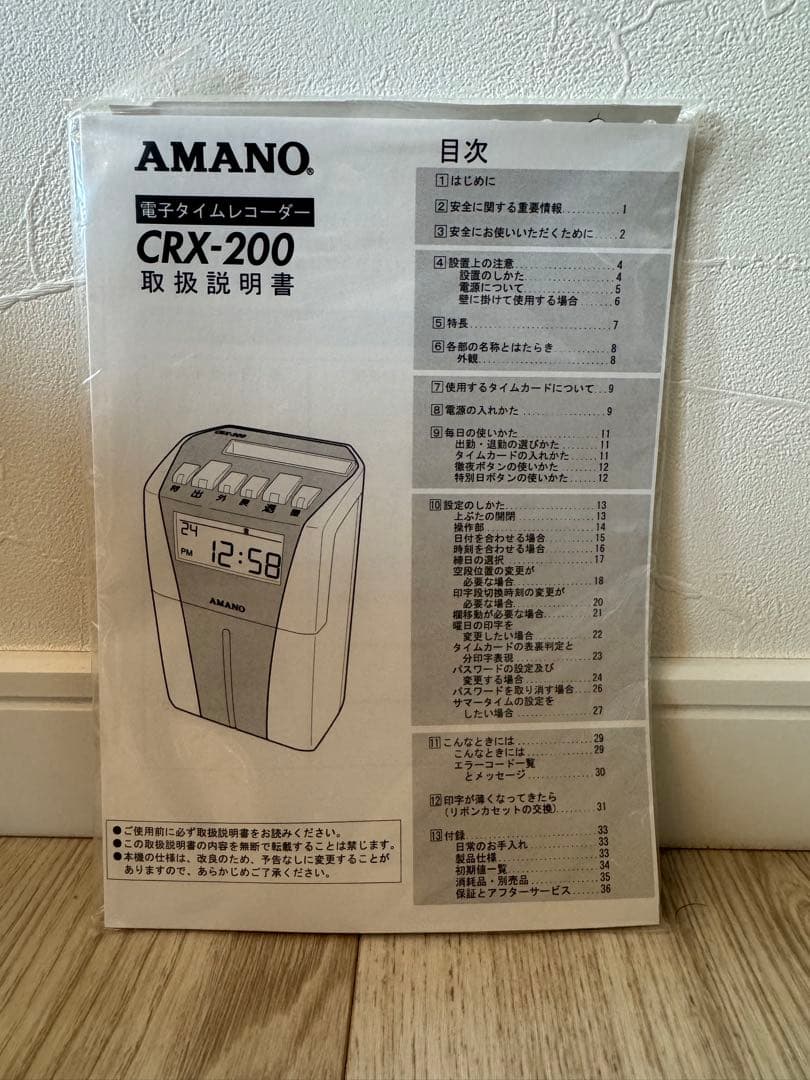 AMANO®
電子タイムレコーダー
CRX-200
取扱説明書
CRX-200
特 出 外 戻 退 徹
24
金
PM 12:58
AMANO
●ご使用前に必ず取扱説明書をお読みください。
●この取扱説明書の内容を無断で転載することは禁じます。
●本機の仕様は、改良のため、予告なしに変更することが
ありますので、あらかじめご了承ください。
目次
1 はじめに
2 安全に関する重要情報...........1
3 安全にお使いいただくために.....2
4 設置上の注意..................4
設置のしかた................4
電源について................5
壁に掛けて使用する場合......6
5 特長........................7
6 各部の名称とはたらき..........8
外観........................8
7 使用するタイムカードについて...9
8 電源の入れかた................9
9 毎日の使いかた................11
出勤・退勤の選びかた........11
タイムカードの入れかた......11
徹夜ボタンの使いかた........12
特別日ボタンの使いかた......12
10 設定のしかた.................13
上ぶたの開閉................13
操作部......................14
日付を合わせる場合..........15
時刻を合わせる場合..........16
締日の選択..................17
空段位置の変更が
必要な場合................18
印字段切換時刻の変更が
必要な場合................20
欄移動が必要な場合..........21
曜日の印字を
変更したい場合............22
タイムカードの表裏判定と
分印字表現................23
パスワードの設定及び
変更する場合..............24
パスワードを取り消す場合....26
サマータイムの設定を
したい場合................27
11 こんなときには...............29
こんなときには..............29
エラーコード一覧
とメッセージ..............30
12 印字が薄くなってきたら
(リボンカセットの交換).......31
13 付録.........................33
日常のお手入れ..............33
製品仕様....................33
初期値一覧..................34
消耗品・別売品..............35
保証とアフターサービス......36